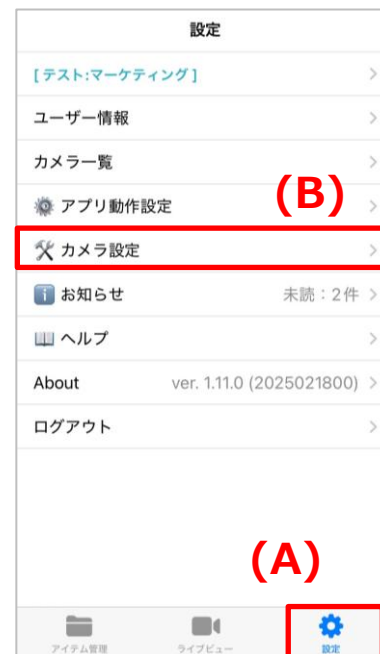 設定
[ テスト:マーケティング ]
ユーザー情報
カメラ一覧
アプリ動作設定
(B)
カメラ設定
お知らせ 未読：2件
ヘルプ
About ver. 1.11.0 (2025021800)
ログアウト
(A)
アイテム管理 ライブビュー 設定